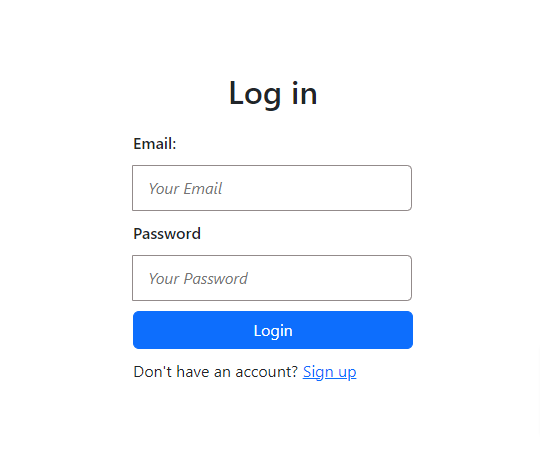 Log in
Email:
Your Email
Password
Your Password
Login
Don't have an account? Sign up